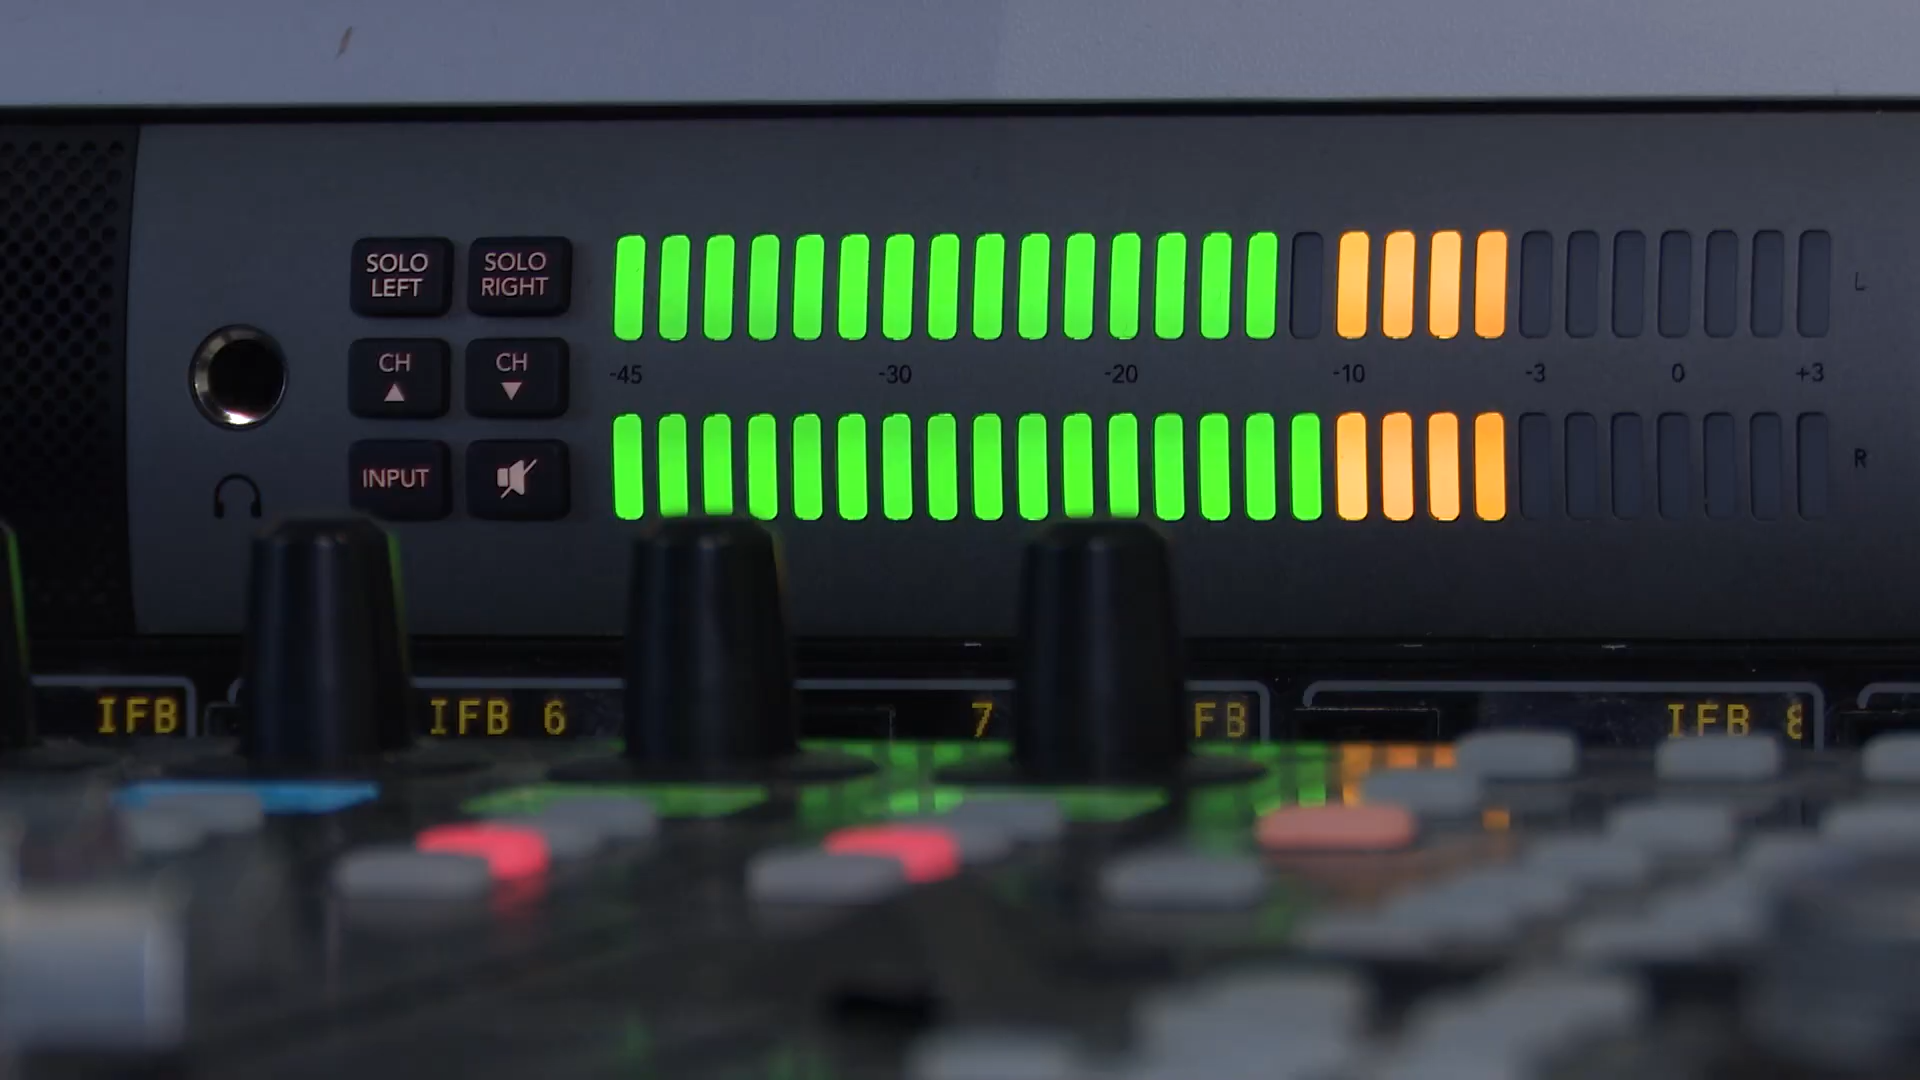 SOLO
LEFT
SOLO
RIGHT
L
CH
CH
-45 -30 -20 -10 -3 0 +3
INPUT
R
IFB
IFB 6
7
FB
IFB 8